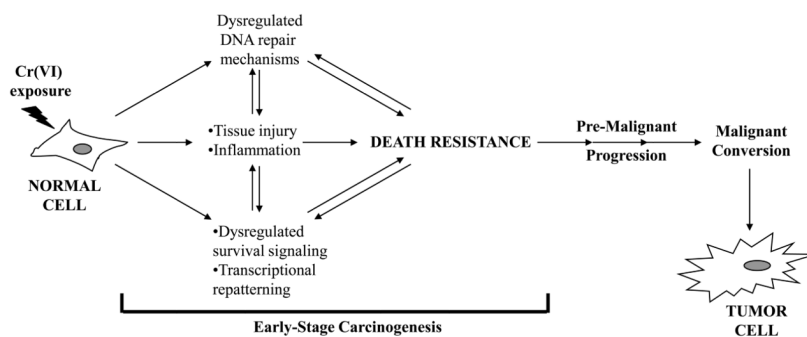 Dysregulated
DNA repair
mechanisms
Cr(VI)
exposure
NORMAL
CELL
•Tissue injury
•Inflammation
DEATH RESISTANCE
Pre-Malignant
Progression
Malignant
Conversion
•Dysregulated
survival signaling
•Transcriptional
repatterning
TUMOR
CELL
Early-Stage Carcinogenesis